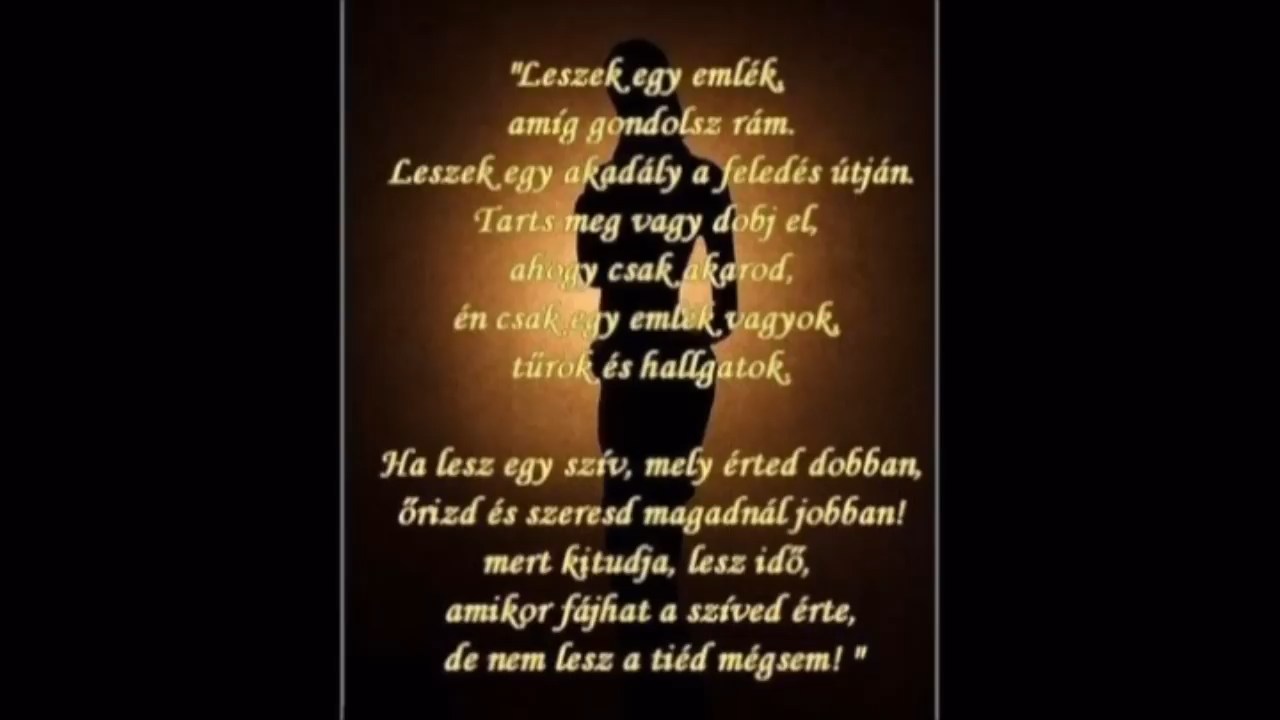 "Leszek egy emlék,
amíg gondolsz rám.
Leszek egy akadály a feledés útján.
Tarts meg vagy dobj el,
ahogy csak akarod,
én csak egy emlék vagyok,
tűrok és hallgatok,
Ha lesz egy szív, mely érted dobban,
őrizd és szeresd magadnál jobban!
mert kitudja, lesz idő,
amikor fájhat a szíved érte,
de nem lesz a tiéd mégsem! "